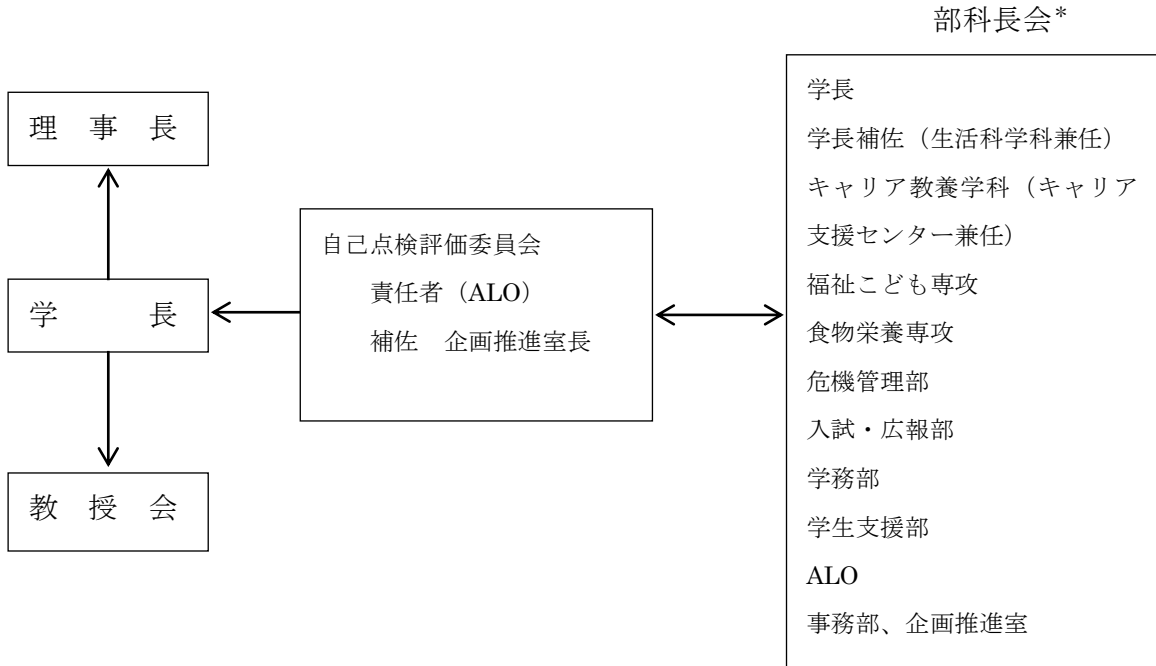 部科長会*
理 事 長
学 長
教 授 会
自己点検評価委員会
責任者（ALO）
補佐 企画推進室長
学長
学長補佐（生活科学科兼任）
キャリア教養学科（キャリア
支援センター兼任）
福祉こども専攻
食物栄養専攻
危機管理部
入試・広報部
学務部
学生支援部
ALO
事務部、企画推進室